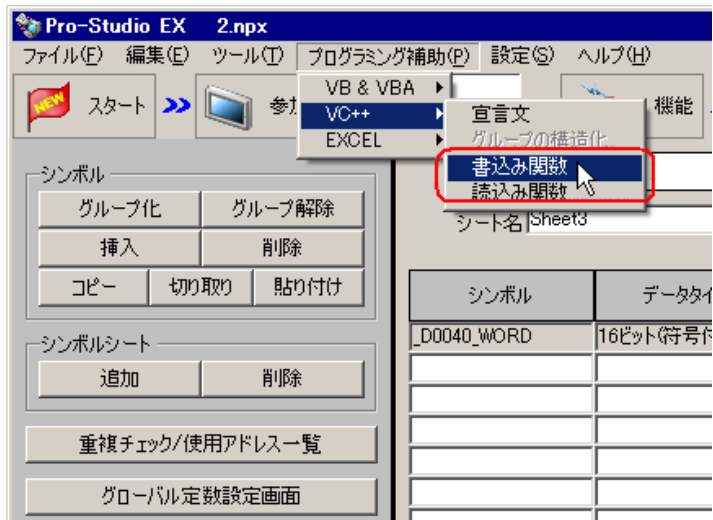 Pro-Studio EX 2.npx
ファイル(F) 編集(E) ツール(T) プログラミング補助(P) 設定(S) ヘルプ(H)
NEW スタート
機能
VB & VBA
VC++
EXCEL
宣言文
グループの構造化
書込み関数
読込み関数
シンボル
グループ化 グループ解除
挿入 削除
コピー 切り取り 貼り付け
シンボルシート
追加 削除
重複チェック/使用アドレス一覧
グローバル定数設定画面
シート名 Sheet3
シンボル データタイ
_D0040_WORD 16ビット(符号付